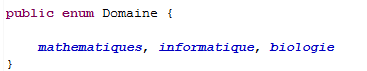 public enum Domaine {
mathematiques, informatique, biologie
}